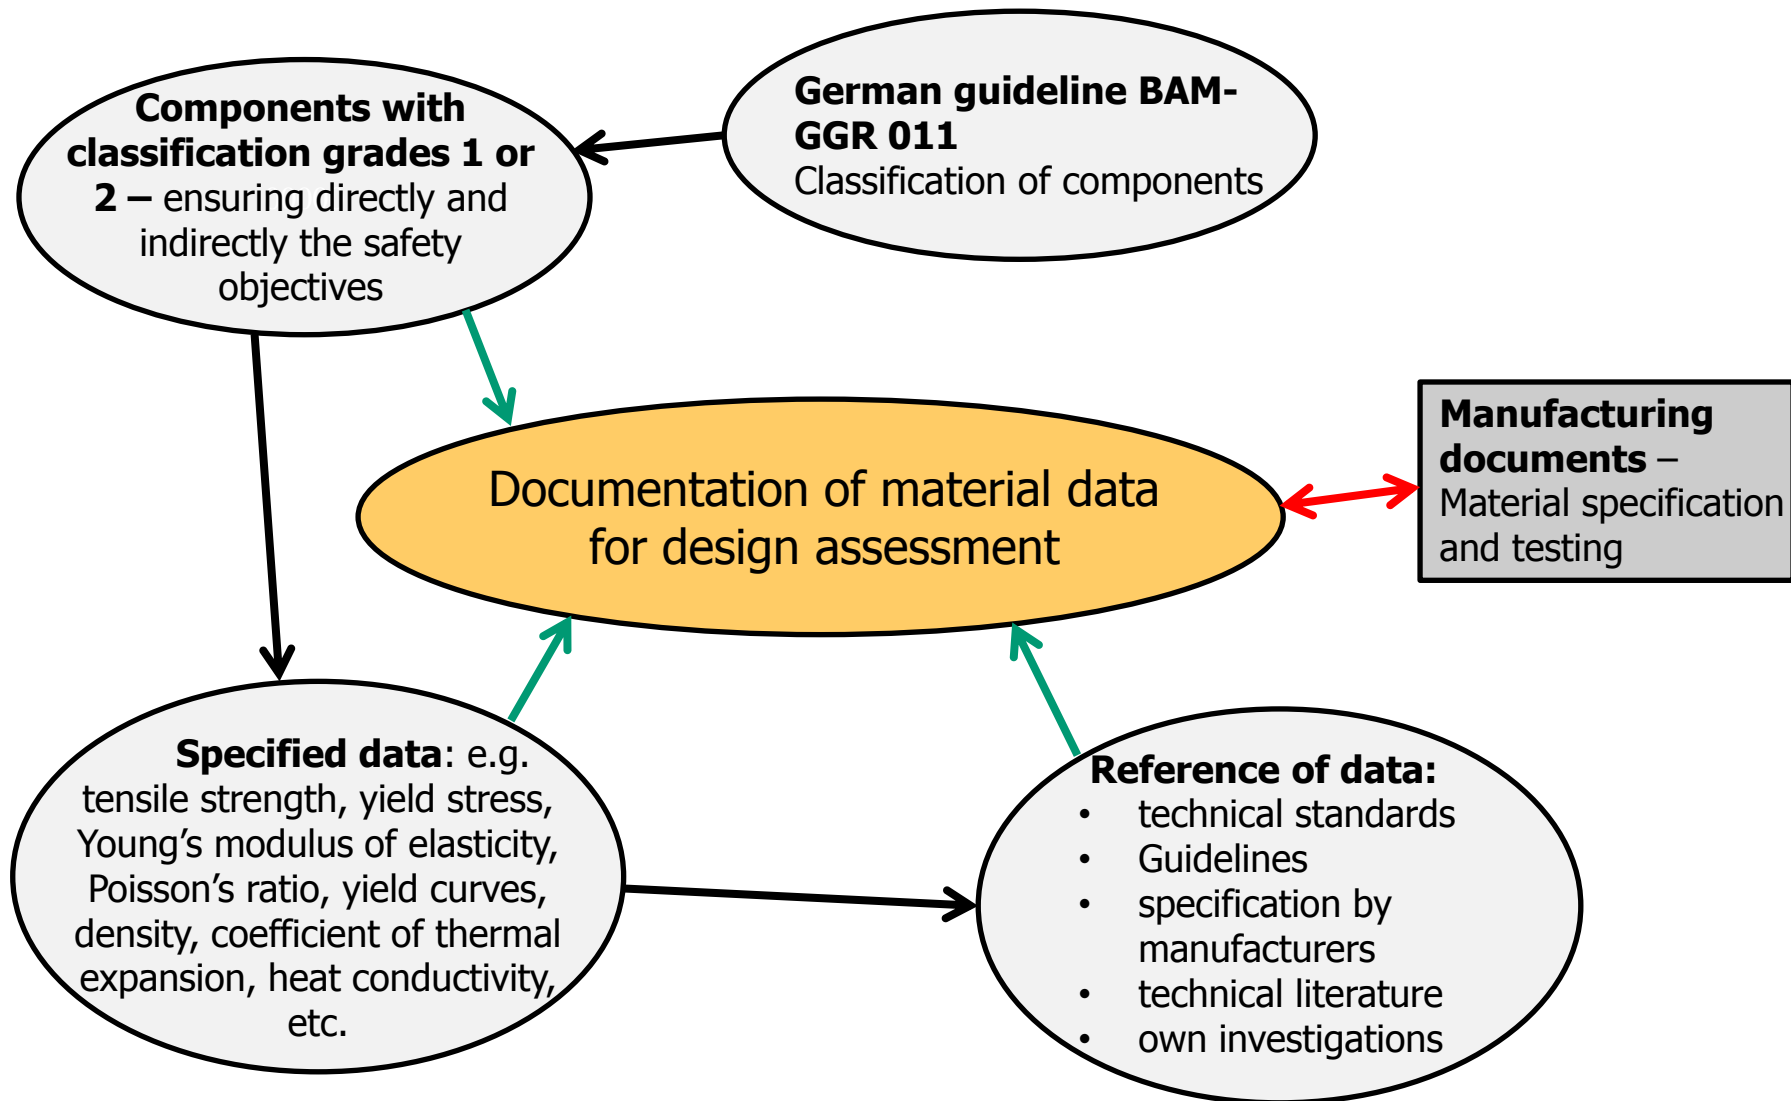 Components with
classification grades 1 or
2 – ensuring directly and
indirectly the safety
objectives
German guideline BAM-
GGR 011
Classification of components
Documentation of material data
for design assessment
Manufacturing
documents –
Material specification
and testing
Specified data: e.g.
tensile strength, yield stress,
Young’s modulus of elasticity,
Poisson’s ratio, yield curves,
density, coefficient of thermal
expansion, heat conductivity,
etc.
Reference of data:
• technical standards
• Guidelines
• specification by
manufacturers
• technical literature
• own investigations